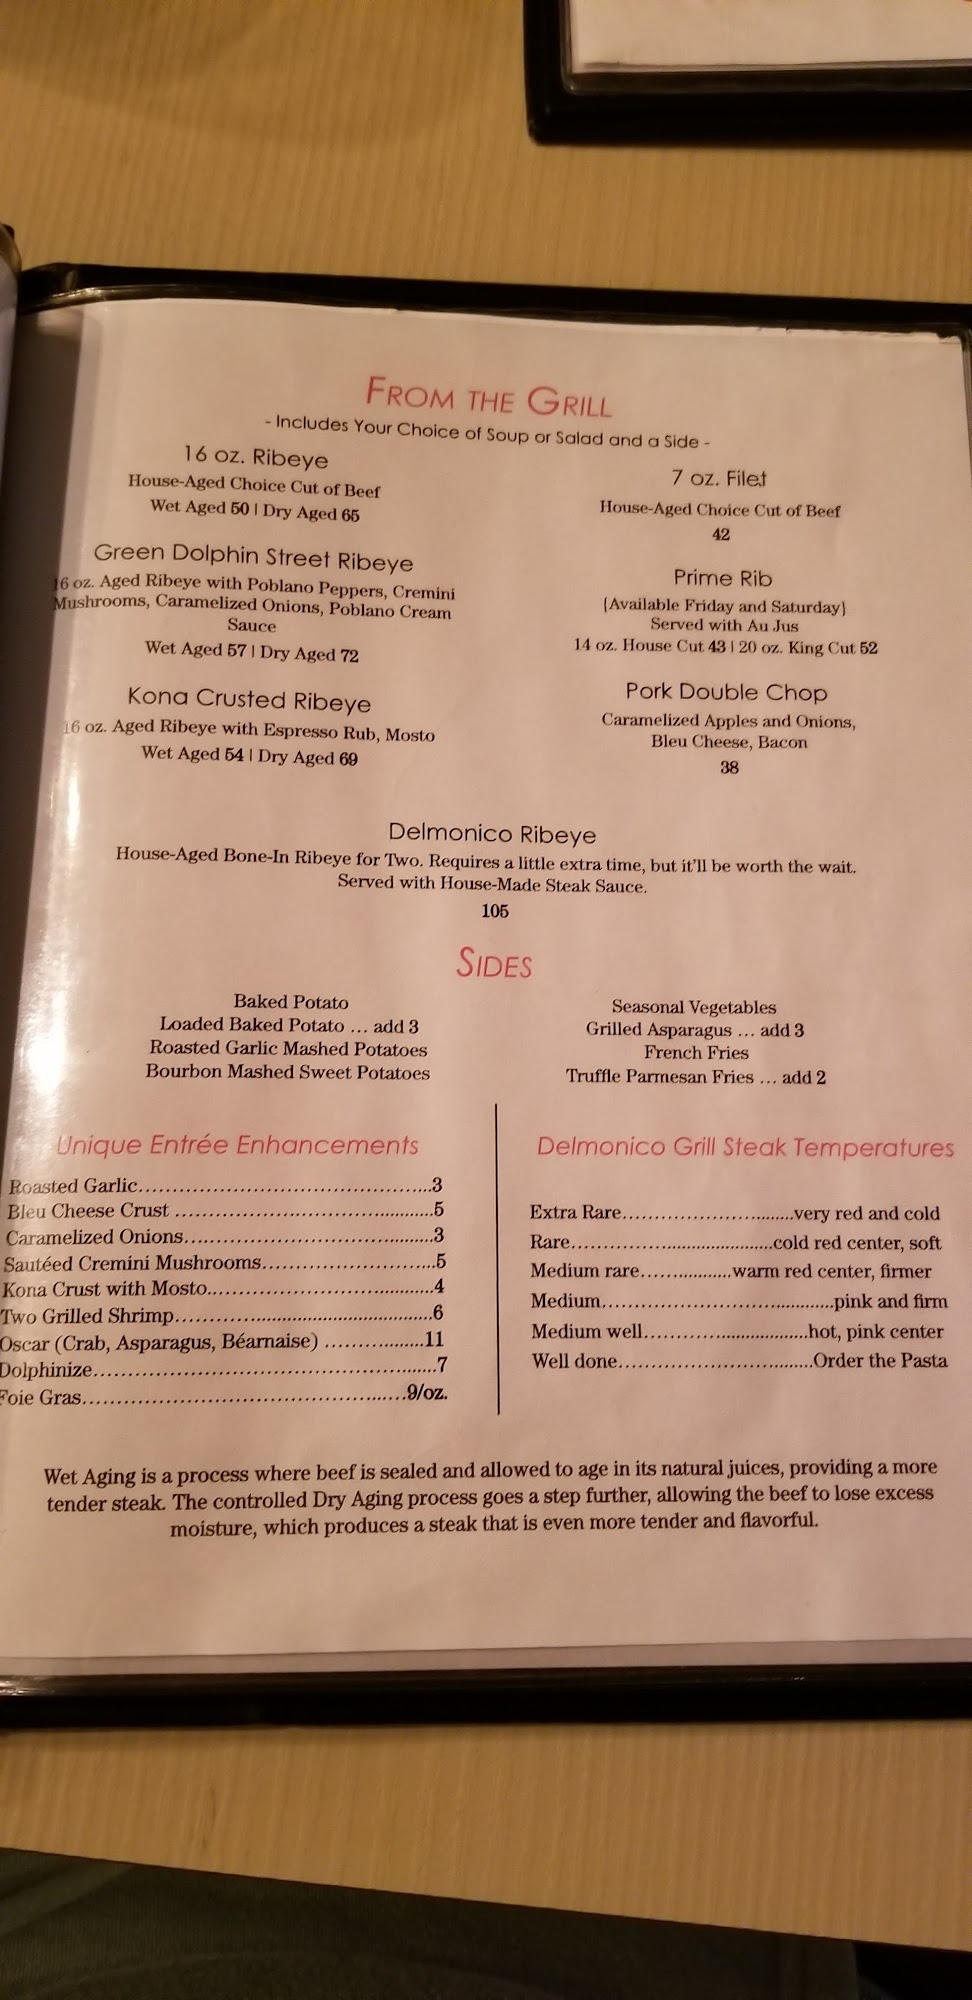 FROM THE GRILL
- Includes Your Choice of Soup or Salad and a Side -
16 oz. Ribeye
House-Aged Choice Cut of Beef
Wet Aged 50 | Dry Aged 65
Green Dolphin Street Ribeye
16 oz. Aged Ribeye with Poblano Peppers, Cremini
Mushrooms, Caramelized Onions, Poblano Cream
Sauce
Wet Aged 57 | Dry Aged 72
Kona Crusted Ribeye
16 oz. Aged Ribeye with Espresso Rub, Mosto
Wet Aged 54 | Dry Aged 69
7 oz. Filet
House-Aged Choice Cut of Beef
42
Prime Rib
{Available Friday and Saturday}
Served with Au Jus
14 oz. House Cut 43 | 20 oz. King Cut 52
Pork Double Chop
Caramelized Apples and Onions,
Bleu Cheese, Bacon
38
Delmonico Ribeye
House-Aged Bone-In Ribeye for Two. Requires a little extra time, but it'll be worth the wait.
Served with House-Made Steak Sauce.
105
SIDES
Baked Potato
Loaded Baked Potato ... add 3
Roasted Garlic Mashed Potatoes
Bourbon Mashed Sweet Potatoes
Seasonal Vegetables
Grilled Asparagus ... add 3
French Fries
Truffle Parmesan Fries ... add 2
Unique Entrée Enhancements
Roasted Garlic...3
Bleu Cheese Crust ...5
Caramelized Onions...3
Sautéed Cremini Mushrooms...5
Kona Crust with Mosto...4
Two Grilled Shrimp...6
Oscar (Crab, Asparagus, Béarnaise) ...11
Dolphinize...7
Foie Gras...9/oz.
Delmonico Grill Steak Temperatures
Extra Rare...very red and cold
Rare...cold red center, soft
Medium rare...warm red center, firmer
Medium...pink and firm
Medium well...hot, pink center
Well done...Order the Pasta
Wet Aging is a process where beef is sealed and allowed to age in its natural juices, providing a more
tender steak. The controlled Dry Aging process goes a step further, allowing the beef to lose excess
moisture, which produces a steak that is even more tender and flavorful.